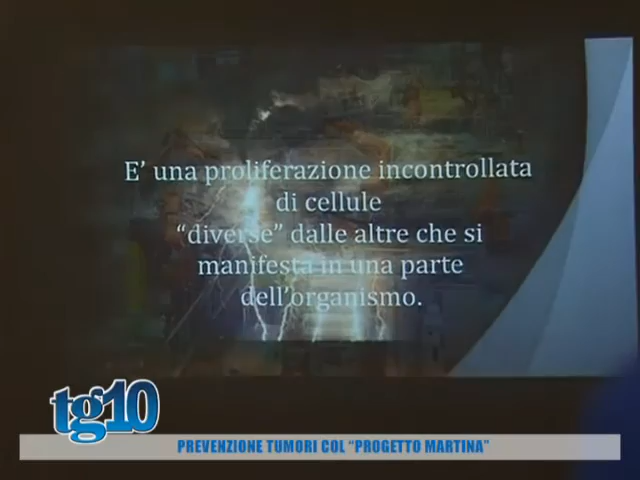 E' una proliferazione incontrollata
di cellule
“diverse” dalle altre che si
manifesta in una parte
dell'organismo.
tg10
PREVENZIONE TUMORI COL “PROGETTO MARTINA”